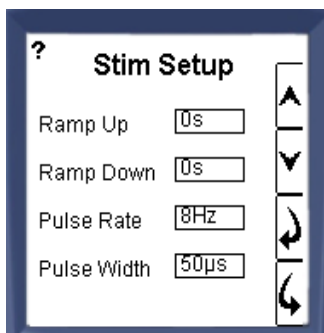 ?
Stim Setup
Ramp Up 0s
Ramp Down 0s
Pulse Rate 8Hz
Pulse Width 50µs